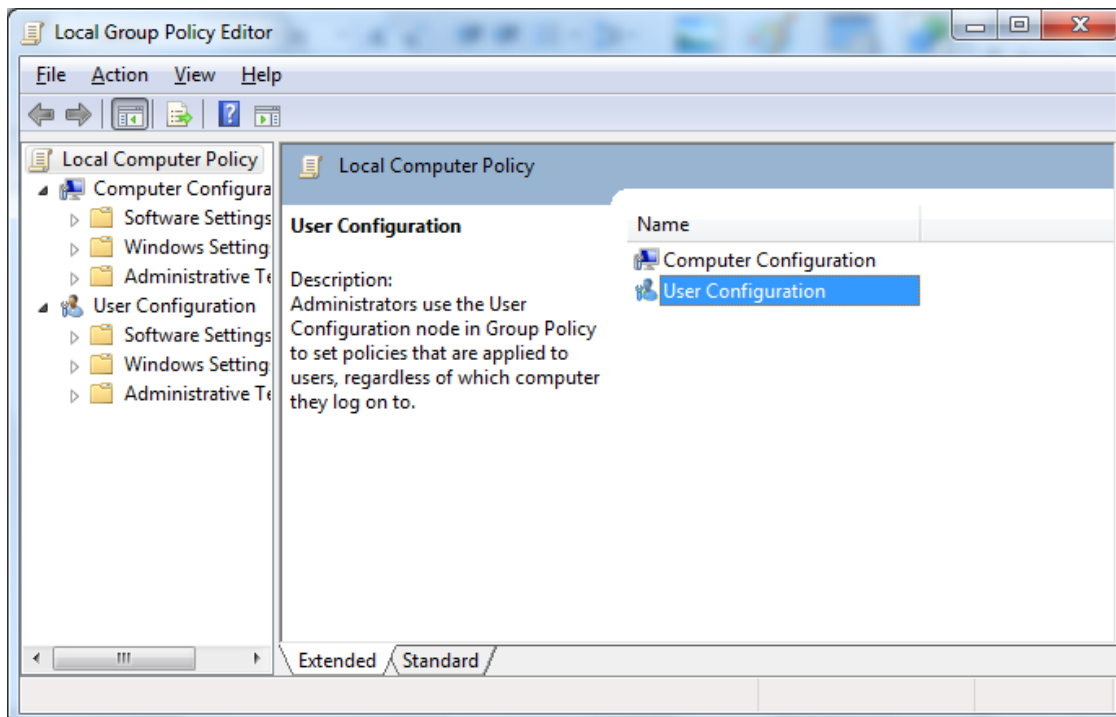 Local Group Policy Editor
File Action View Help
Local Computer Policy
Computer Configura
Software Settings
Windows Setting
Administrative Te
User Configuration
Software Settings
Windows Setting
Administrative Te
Local Computer Policy
User Configuration
Description:
Administrators use the User
Configuration node in Group Policy
to set policies that are applied to
users, regardless of which computer
they log on to.
Name
Computer Configuration
User Configuration
Extended Standard